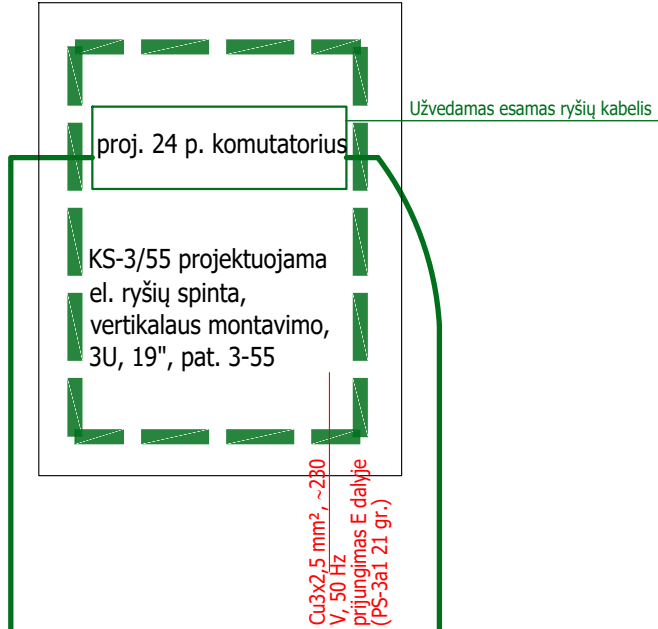 Užvedamas esamas ryšių kabelis
proj. 24 p. komutatorius
KS-3/55 projektuojama
el. ryšių spinta,
vertikalaus montavimo,
3U, 19", pat. 3-55
Cu3x2,5 mm², ~230
V, 50 Hz
prijungimas E dalyje
(PS-3a1 21 gr.)